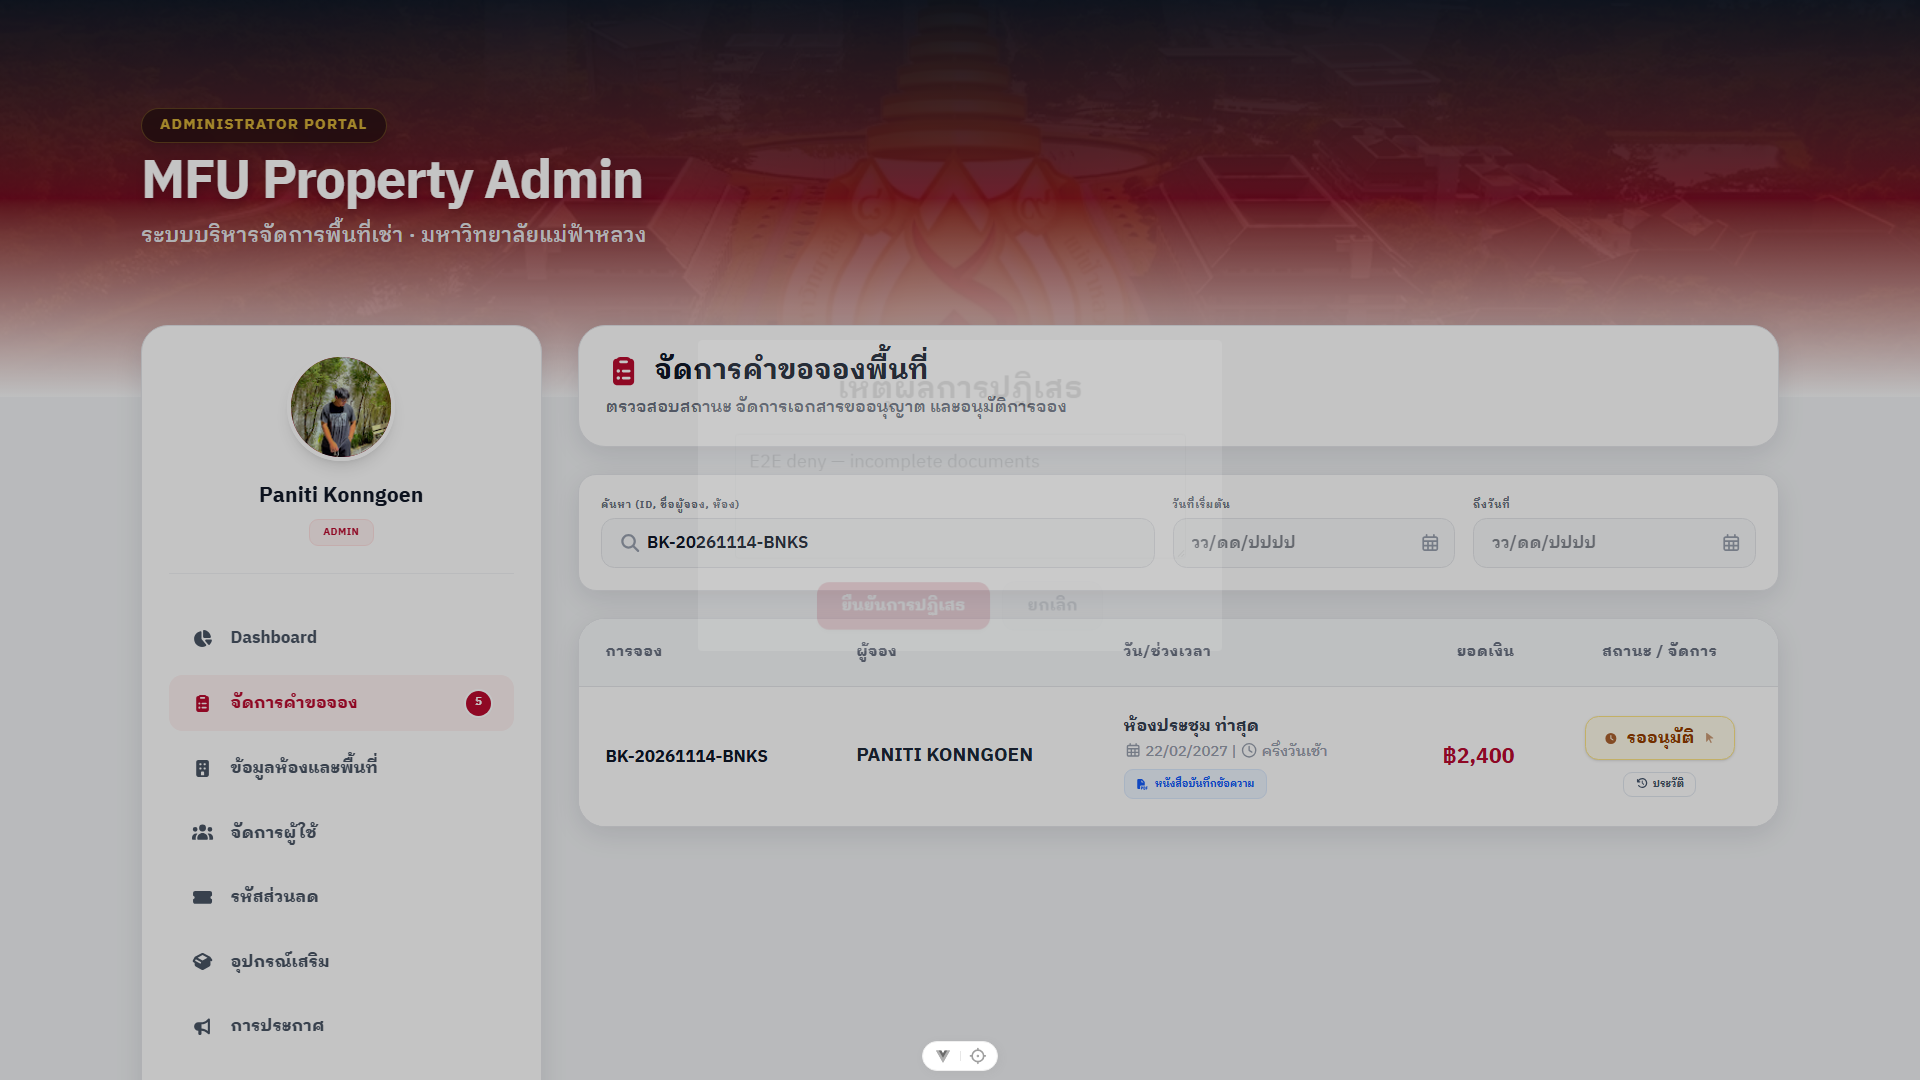 ADMINISTRATOR PORTAL
MFU Property Admin
ระบบบริหารจัดการพื้นที่เช่า · มหาวิทยาลัยแม่ฟ้าหลวง
Paniti Konngoen
ADMIN
Dashboard
จัดการคำขอจอง
5
ข้อมูลห้องและพื้นที่
จัดการผู้ใช้
รหัสส่วนลด
อุปกรณ์เสริม
การประกาศ
จัดการคำขอจองพื้นที่
ตรวจสอบสถานะ จัดการเอกสารขออนุญาต และอนุมัติการจอง
เหตุผลการปฏิเสธ
E2E deny — incomplete documents
ยืนยันการปฏิเสธ
ยกเลิก
ค้นหา (ID, ชื่อผู้จอง, ห้อง)
BK-20261114-BNKS
วันที่เริ่มต้น
วว/ดด/ปปปป
ถึงวันที่
วว/ดด/ปปปป
การจอง
ผู้จอง
วัน/ช่วงเวลา
ยอดเงิน
สถานะ / จัดการ
BK-20261114-BNKS
PANITI KONNGOEN
ห้องประชุม ท่าสุด
22/02/2027 | ครึ่งวันเช้า
หนังสือบันทึกข้อความ
฿2,400
รออนุมัติ
ประวัติ